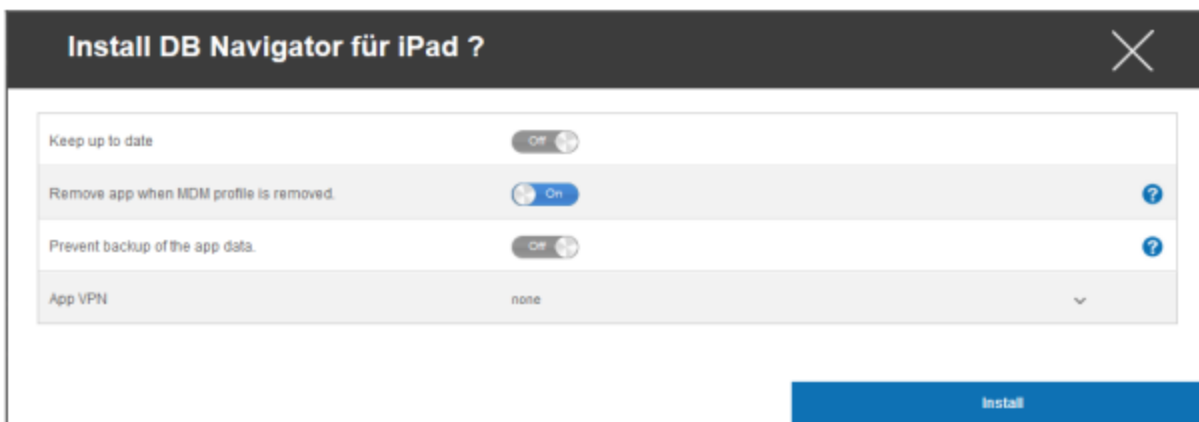 Install DB Navigator für iPad ?
Keep up to date
Off
Remove app when MDM profile is removed.
On
?
Prevent backup of the app data.
Off
?
App VPN
none
Install